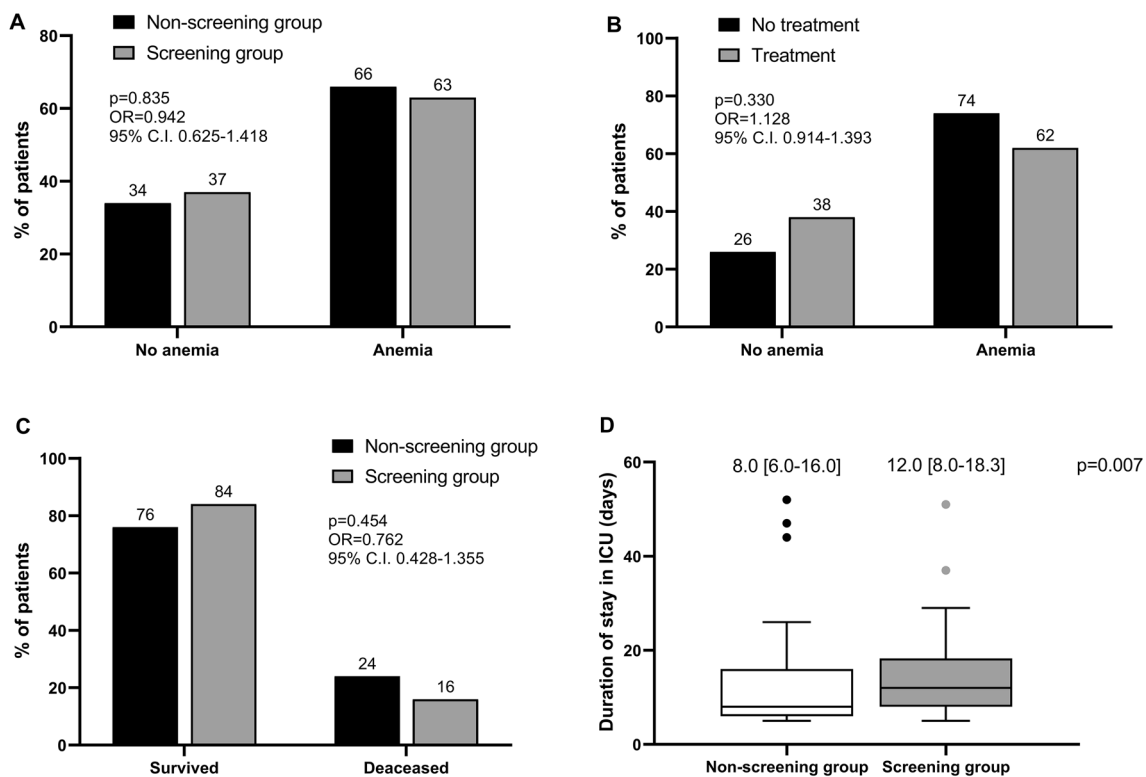 A
Non-screening group
Screening group
p=0.835
OR=0.942
95% C.I. 0.625-1.418
% of patients
80
60
40
20
0
34
37
66
63
No anemia
Anemia
B
No treatment
Treatment
p=0.330
OR=1.128
95% C.I. 0.914-1.393
% of patients
100
80
60
40
20
0
26
38
74
62
No anemia
Anemia
C
Non-screening group
Screening group
p=0.454
OR=0.762
95% C.I. 0.428-1.355
% of patients
100
80
60
40
20
0
76
84
24
16
Survived
Deaceased
D
8.0 [6.0-16.0]
12.0 [8.0-18.3]
p=0.007
Duration of stay in ICU (days)
60
40
20
0
Non-screening group
Screening group